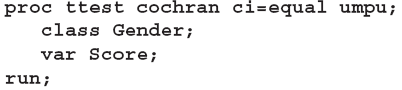 proc ttest cochran ci=equal umpu;
class Gender;
var Score;
run;